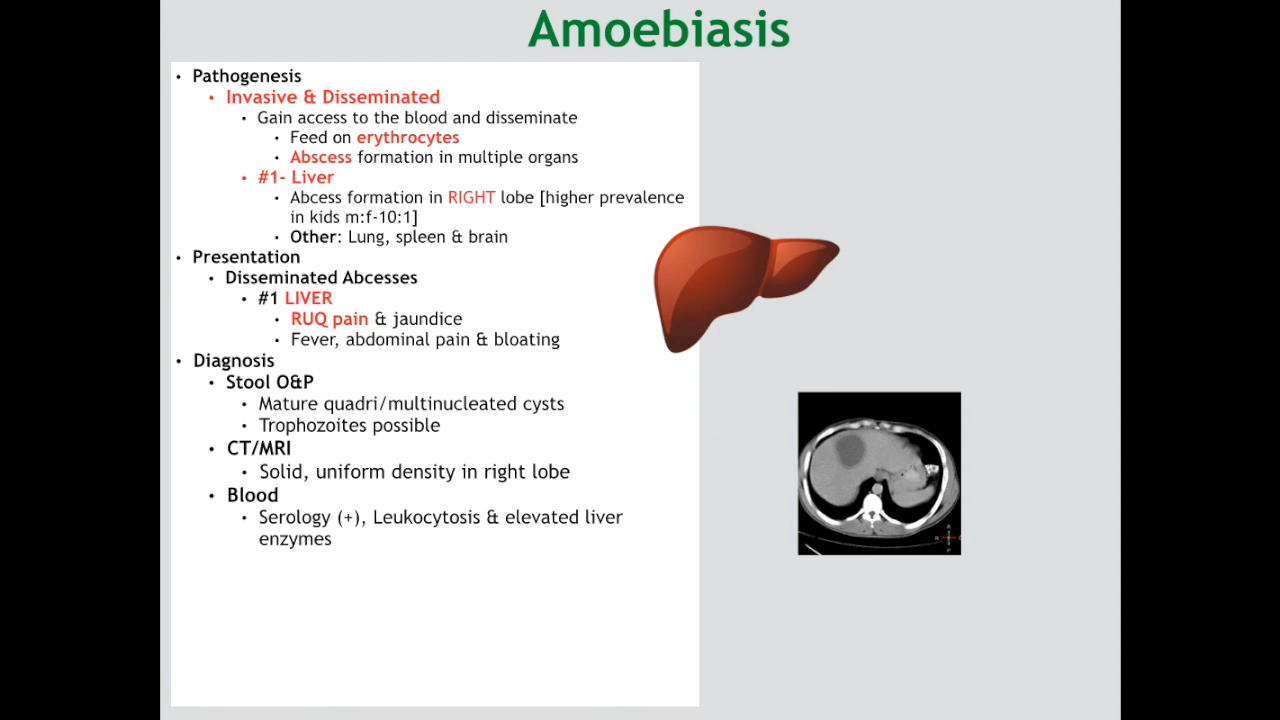 Amoebiasis
• Pathogenesis
• Invasive & Disseminated
• Gain access to the blood and disseminate
• Feed on erythrocytes
• Abscess formation in multiple organs
• #1- Liver
• Abcess formation in RIGHT lobe [higher prevalence
in kids m:f-10:1]
• Other: Lung, spleen & brain
• Presentation
• Disseminated Abcesses
• #1 LIVER
• RUQ pain & jaundice
• Fever, abdominal pain & bloating
• Diagnosis
• Stool O&P
• Mature quadri/multinucleated cysts
• Trophozoites possible
• CT/MRI
• Solid, uniform density in right lobe
• Blood
• Serology (+), Leukocytosis & elevated liver
enzymes